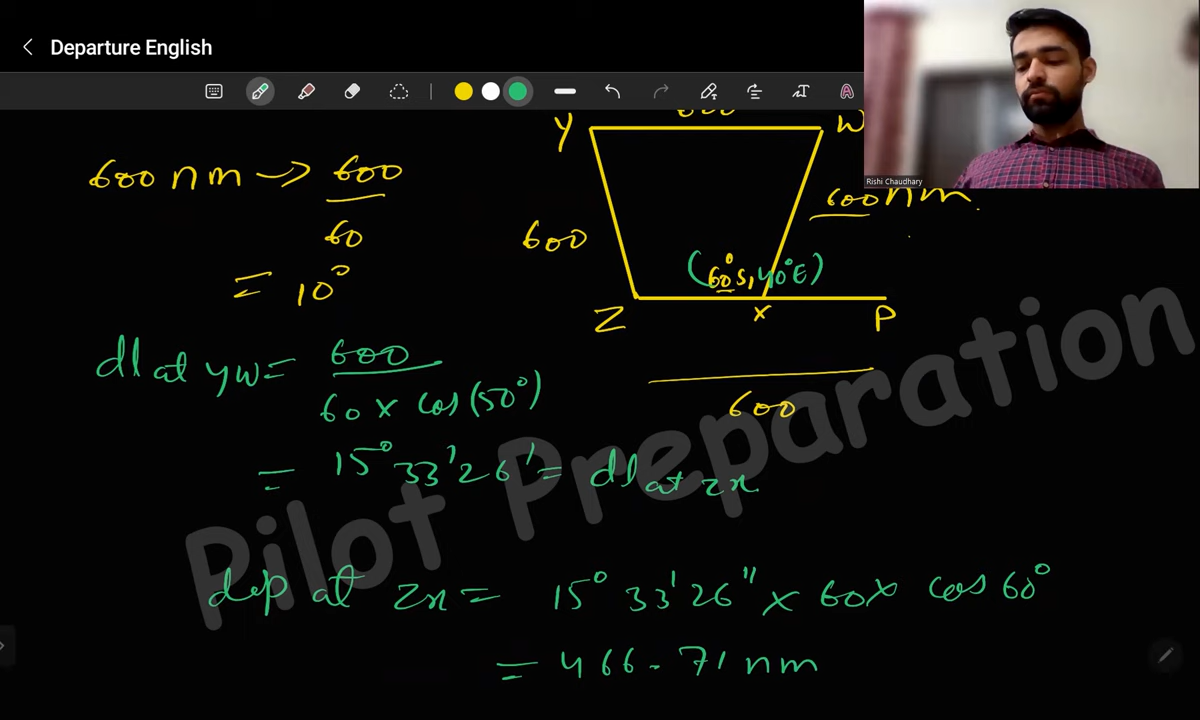 Departure English
Y 600 W
Rishi Chaudhary
600 nm → 600
60
= 10°
600
600 nm.
(60°S, 40°E)
Z x P
600
dl at yw = 600
60 x cos (50°)
= 15° 33' 26' = dl at zx
dep at zx = 15° 33' 26" x 60 x cos 60°
= 466.71 nm
Pilot Preparation